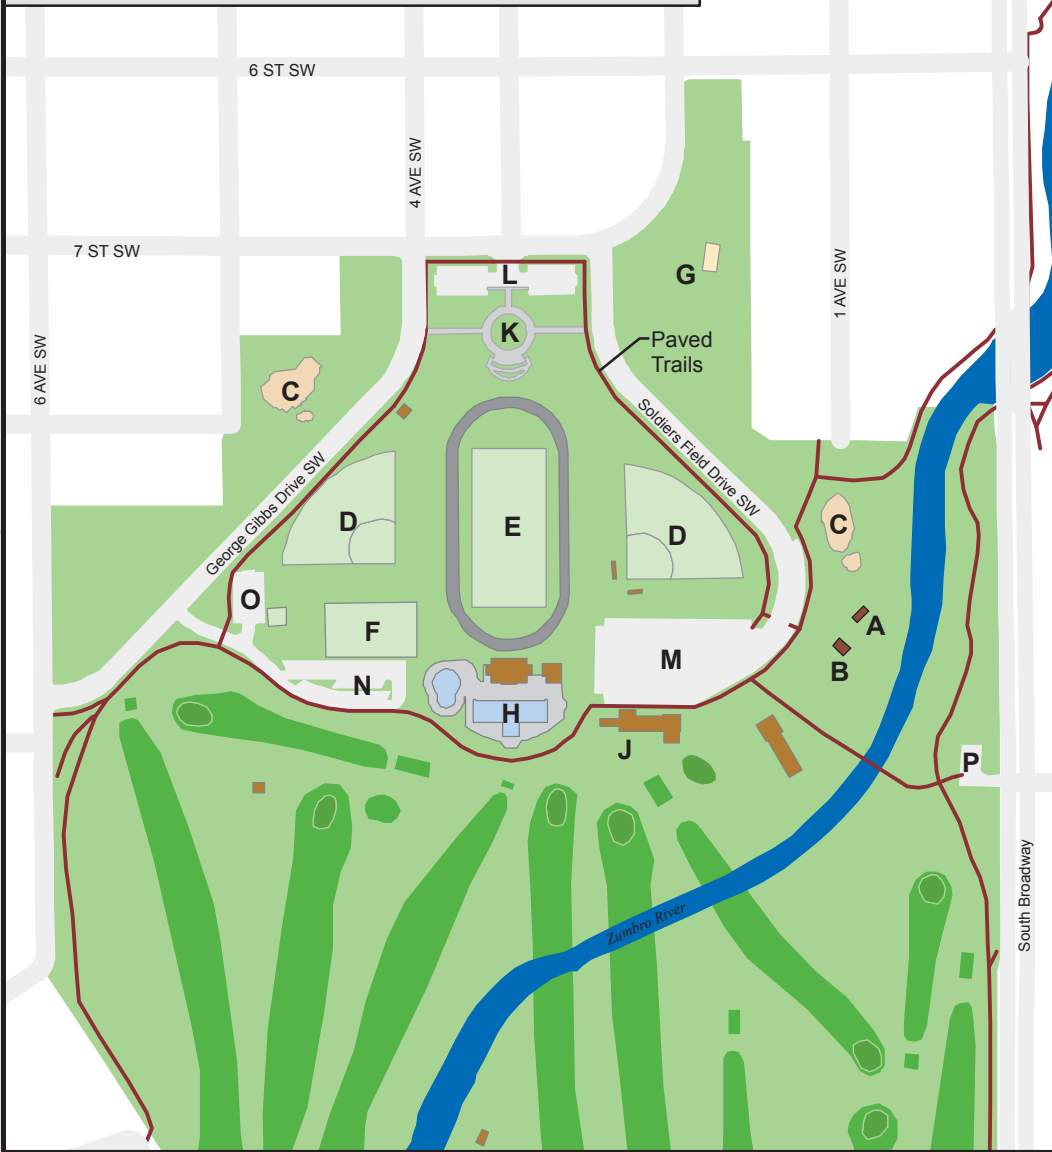 6 ST SW
4 AVE SW
7 ST SW
L
G
1 AVE SW
K
Paved
Trails
6 AVE SW
C
Soldiers Field Drive SW
George Gibbs Drive SW
D
E
D
C
O
A
F
B
M
N
H
J
P
South Broadway
Zumbro River